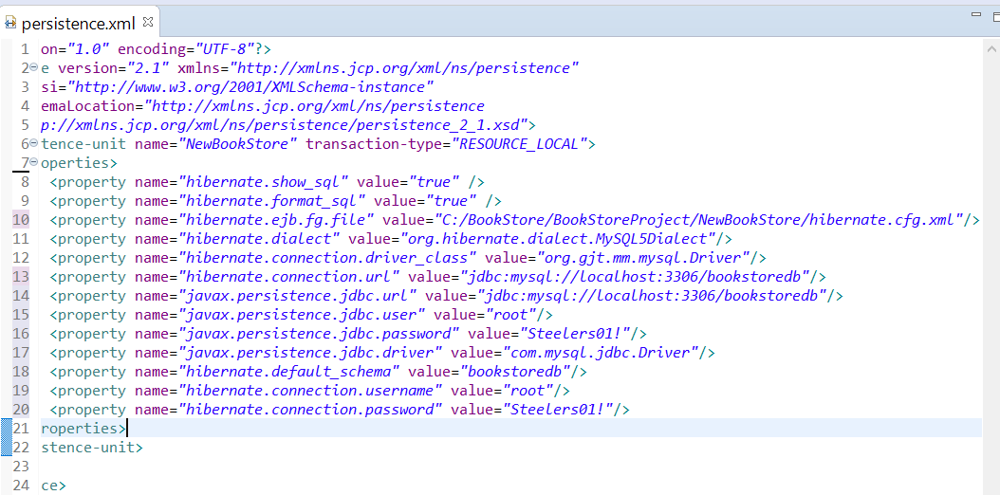 persistence.xml
1 on="1.0" encoding="UTF-8"?>
2 e version="2.1" xmlns="http://xmlns.jcp.org/xml/ns/persistence"
3 si="http://www.w3.org/2001/XMLSchema-instance"
4 emaLocation="http://xmlns.jcp.org/xml/ns/persistence
5 p://xmlns.jcp.org/xml/ns/persistence/persistence_2_1.xsd">
6 tence-unit name="NewBookStore" transaction-type="RESOURCE_LOCAL">
7 operties>
8 <property name="hibernate.show_sql" value="true" />
9 <property name="hibernate.format_sql" value="true" />
10 <property name="hibernate.ejb.fg.file" value="C:/BookStore/BookStoreProject/NewBookStore/hibernate.cfg.xml"/>
11 <property name="hibernate.dialect" value="org.hibernate.dialect.MySQL5Dialect"/>
12 <property name="hibernate.connection.driver_class" value="org.gjt.mm.mysql.Driver"/>
13 <property name="hibernate.connection.url" value="jdbc:mysql://localhost:3306/bookstoredb"/>
14 <property name="javax.persistence.jdbc.url" value="jdbc:mysql://localhost:3306/bookstoredb"/>
15 <property name="javax.persistence.jdbc.user" value="root"/>
16 <property name="javax.persistence.jdbc.password" value="Steelers01!"/>
17 <property name="javax.persistence.jdbc.driver" value="com.mysql.jdbc.Driver"/>
18 <property name="hibernate.default_schema" value="bookstoredb"/>
19 <property name="hibernate.connection.username" value="root"/>
20 <property name="hibernate.connection.password" value="Steelers01!"/>
21 roperties>
22 stence-unit>
23
24 ce>